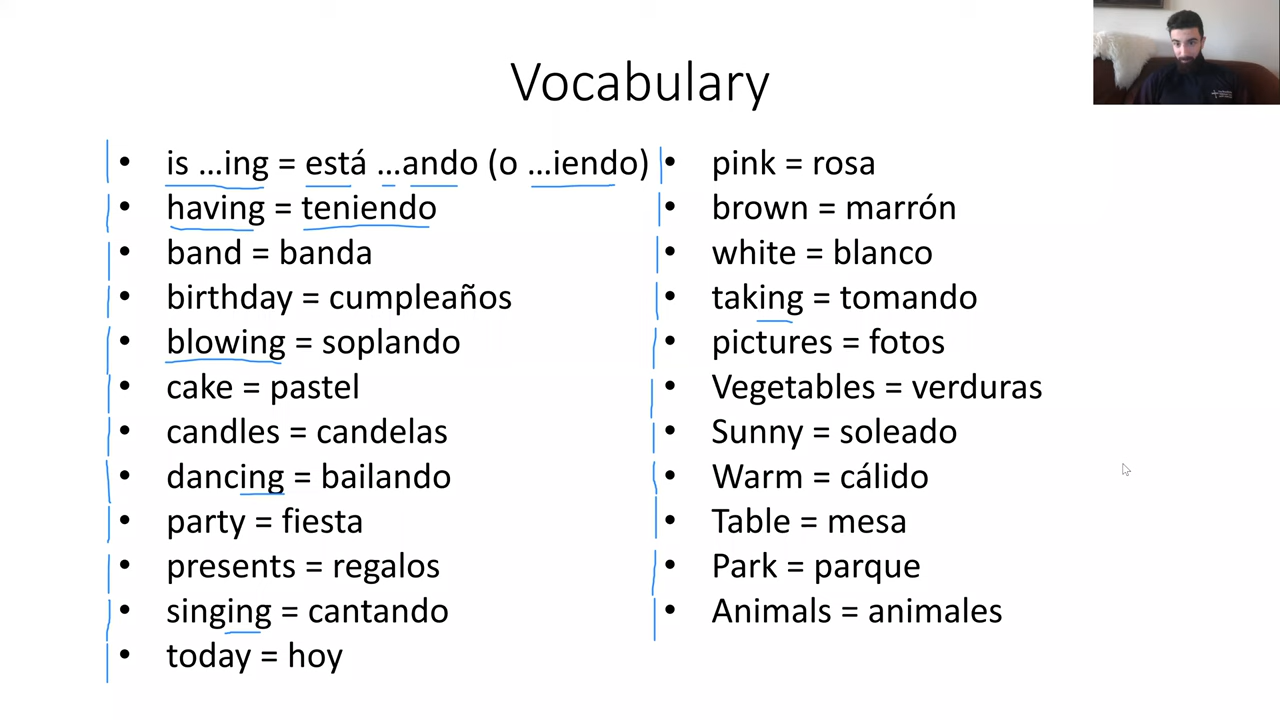 Vocabulary
• is ...ing = está ...ando (o ...iendo)
• having = teniendo
• band = banda
• birthday = cumpleaños
• blowing = soplando
• cake = pastel
• candles = candelas
• dancing = bailando
• party = fiesta
• presents = regalos
• singing = cantando
• today = hoy
• pink = rosa
• brown = marrón
• white = blanco
• taking = tomando
• pictures = fotos
• Vegetables = verduras
• Sunny = soleado
• Warm = cálido
• Table = mesa
• Park = parque
• Animals = animales